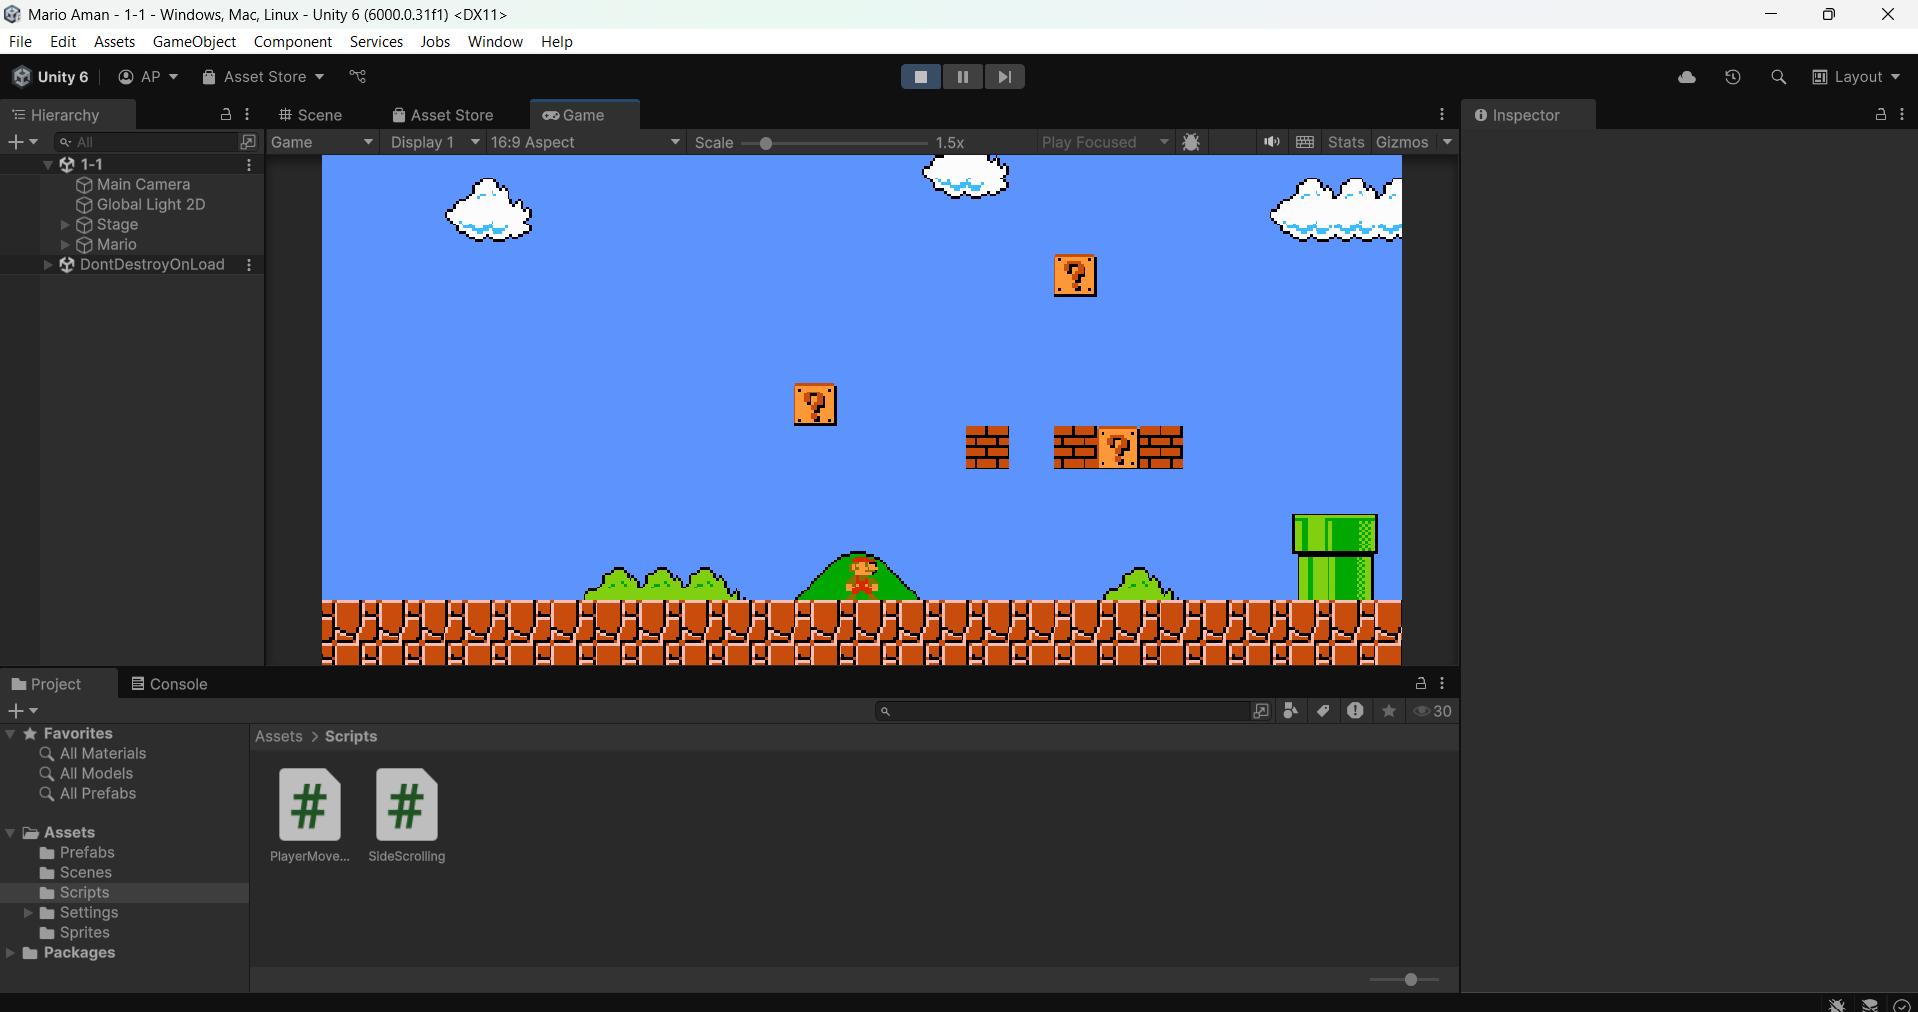 Mario Aman - 1-1 - Windows, Mac, Linux - Unity 6 (6000.0.31f1) <DX11>
File Edit Assets GameObject Component Services Jobs Window Help
Unity 6 AP Asset Store Layout
Hierarchy Scene Asset Store Game Inspector
All Game Display 1 16:9 Aspect Scale 1.5x Play Focused Stats Gizmos
1-1
Main Camera
Global Light 2D
Stage
Mario
DontDestroyOnLoad
?
?
?
Project Console
30
Favorites
All Materials
All Models
All Prefabs
Assets
Prefabs
Scenes
Scripts
Settings
Sprites
Packages
Assets > Scripts
# #
PlayerMove... SideScrolling